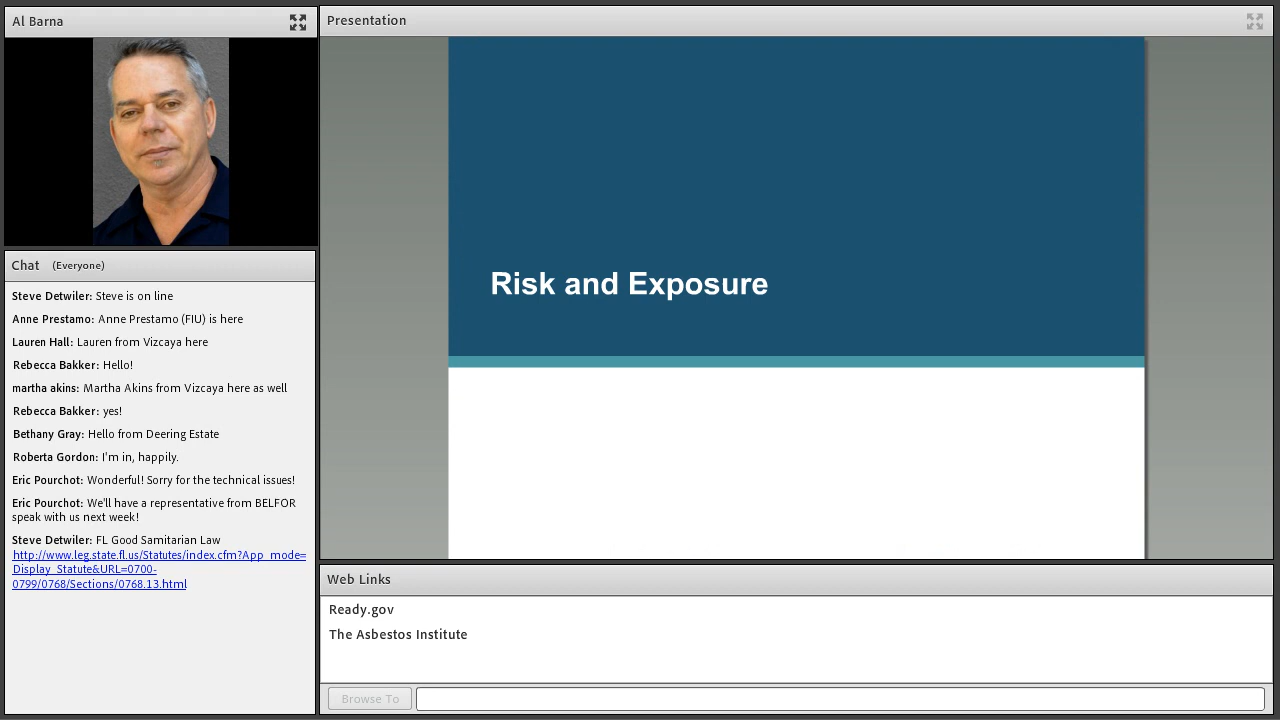 Al Barna
Presentation
Risk and Exposure
Chat (Everyone)
Steve Detwiler: Steve is on line
Anne Prestamo: Anne Prestamo (FIU) is here
Lauren Hall: Lauren from Vizcaya here
Rebecca Bakker: Hello!
martha akins: Martha Akins from Vizcaya here as well
Rebecca Bakker: yes!
Bethany Gray: Hello from Deering Estate
Roberta Gordon: I'm in, happily.
Eric Pourchot: Wonderful! Sorry for the technical issues!
Eric Pourchot: We'll have a representative from BELFOR
speak with us next week!
Steve Detwiler: FL Good Samitarian Law
http://www.leg.state.fl.us/Statutes/index.cfm?App_mode=
Display_Statute&URL=0700-
0799/0768/Sections/0768.13.html
Web Links
Ready.gov
The Asbestos Institute
Browse To